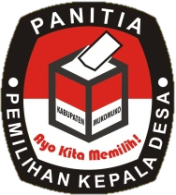 PANITIA
PEMILIHAN KEPALA DESA
KABUPATEN
MUKOMUKO
Ayo Kita Memilih!